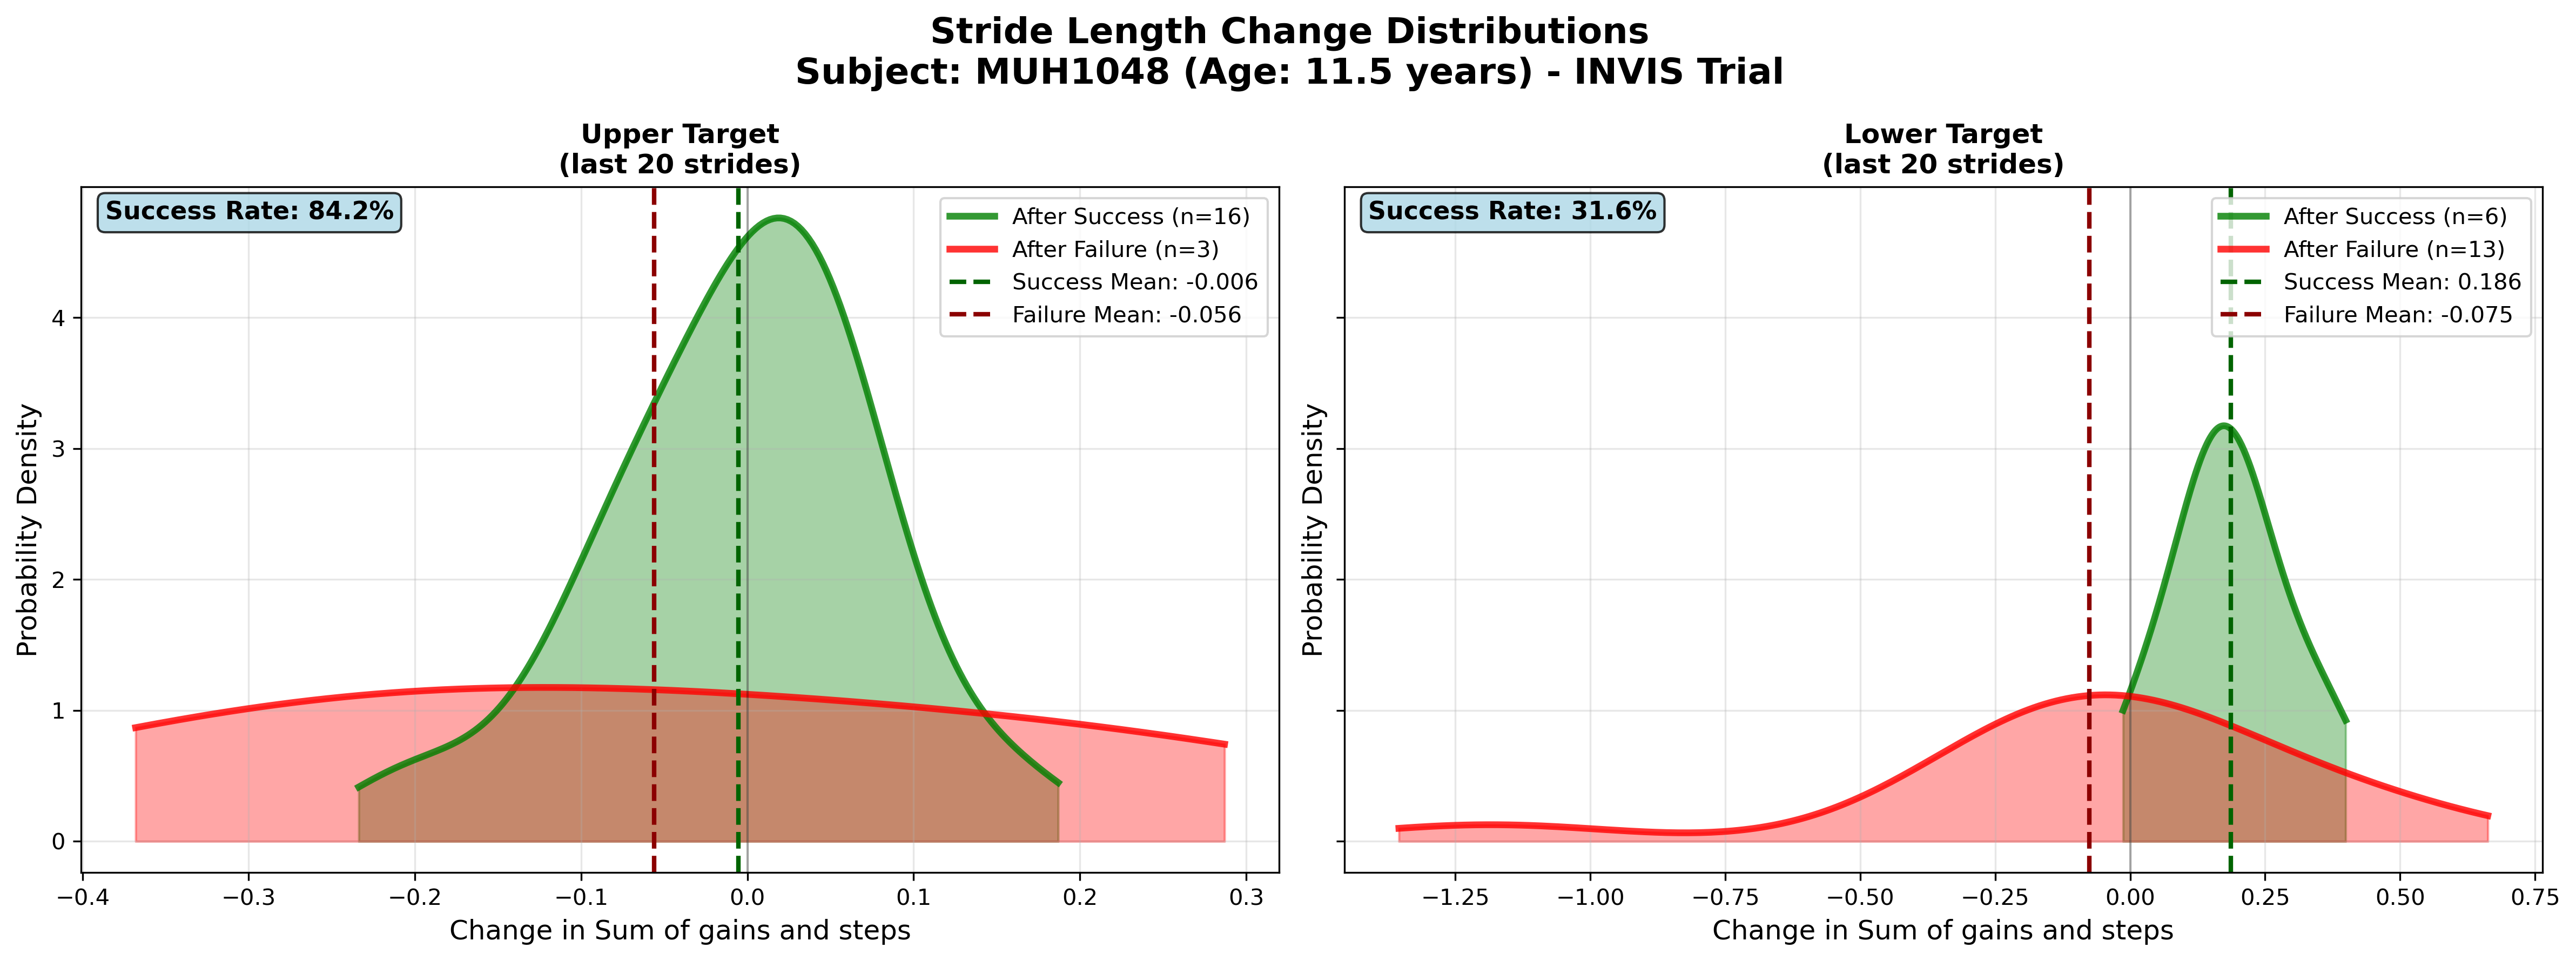 Stride Length Change Distributions
Subject: MUH1048 (Age: 11.5 years) - INVIS Trial
Upper Target
(last 20 strides)
Success Rate: 84.2%
After Success (n=16)
After Failure (n=3)
Success Mean: -0.006
Failure Mean: -0.056
Probability Density
4
3
2
1
0
−0.4
−0.3
−0.2
−0.1
0.0
0.1
0.2
0.3
Change in Sum of gains and steps
Lower Target
(last 20 strides)
Success Rate: 31.6%
After Success (n=6)
After Failure (n=13)
Success Mean: 0.186
Failure Mean: -0.075
Probability Density
−1.25
−1.00
−0.75
−0.50
−0.25
0.00
0.25
0.50
0.75
Change in Sum of gains and steps